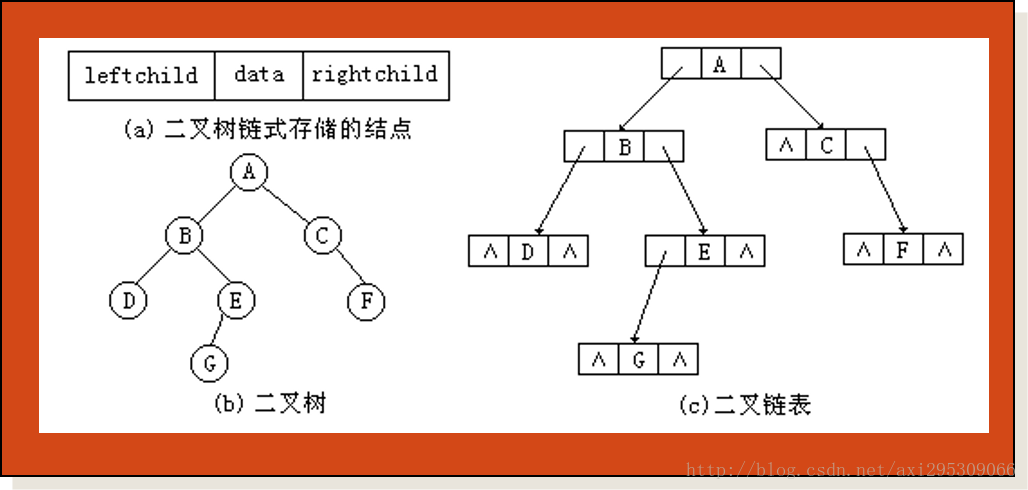 leftchild data rightchild
(a) 二叉树链式存储的结点
A
B
C
D
E
F
G
(b) 二叉树
A
B
∧ C
∧ D ∧
E ∧
∧ F ∧
∧ G ∧
(c)二叉链表
http://blog.csdn.net/axi295309066